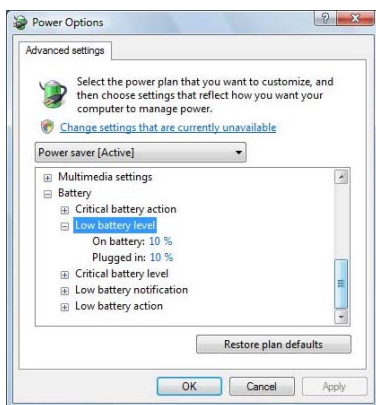 Power Options
Advanced settings
Select the power plan that you want to customize, and
then choose settings that reflect how you want your
computer to manage power.
Change settings that are currently unavailable
Power saver [Active]
Multimedia settings
Battery
Critical battery action
Low battery level
On battery: 10 %
Plugged in: 10 %
Critical battery level
Low battery notification
Low battery action
Restore plan defaults
OK Cancel Apply